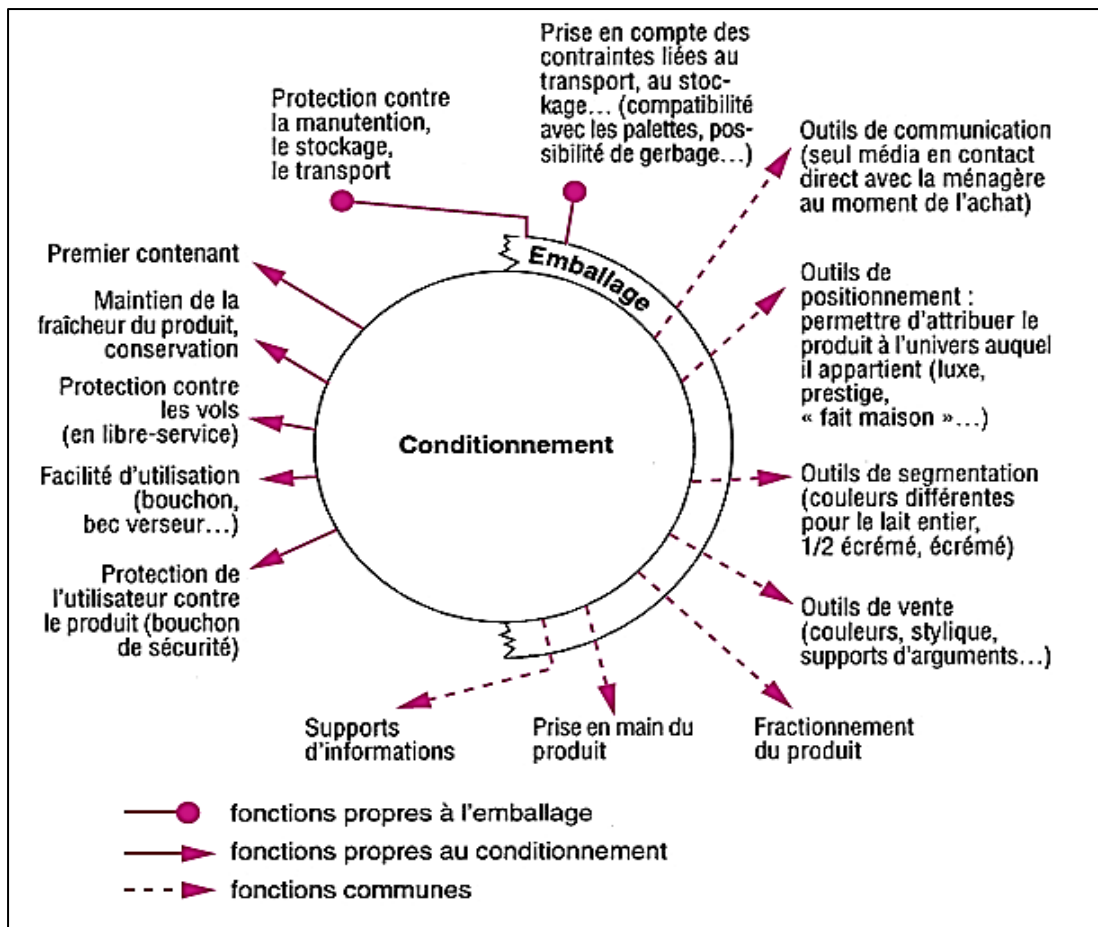 Prise en compte des
contraintes liées au
transport, au stoc-
kage… (compatibilité
avec les palettes, pos-
sibilité de gerbage…)
Protection contre
la manutention,
le stockage,
le transport
Outils de communication
(seul média en contact
direct avec la ménagère
au moment de l'achat)
Premier contenant
Emballage
Maintien de la
fraîcheur du produit,
conservation
Outils de
positionnement :
permettre d'attribuer le
produit à l'univers auquel
il appartient (luxe,
prestige,
« fait maison »…)
Protection contre
les vols
(en libre-service)
Conditionnement
Facilité d'utilisation
(bouchon,
bec verseur…)
Outils de segmentation
(couleurs différentes
pour le lait entier,
1/2 écrémé, écrémé)
Protection de
l'utilisateur contre
le produit (bouchon
de sécurité)
Outils de vente
(couleurs, stylique,
supports d'arguments…)
Supports
d'informations
Prise en main du
produit
Fractionnement
du produit
fonctions propres à l'emballage
fonctions propres au conditionnement
fonctions communes